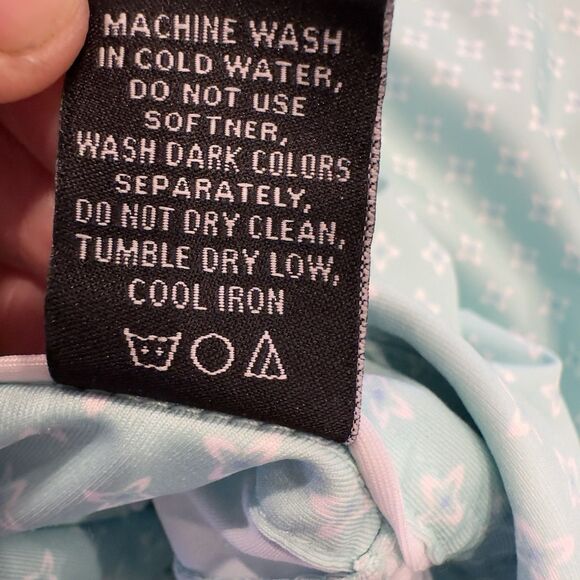 MACHINE WASH
IN COLD WATER,
DO NOT USE
SOFTNER,
WASH DARK COLORS
SEPARATELY,
DO NOT DRY CLEAN,
TUMBLE DRY LOW,
COOL IRON